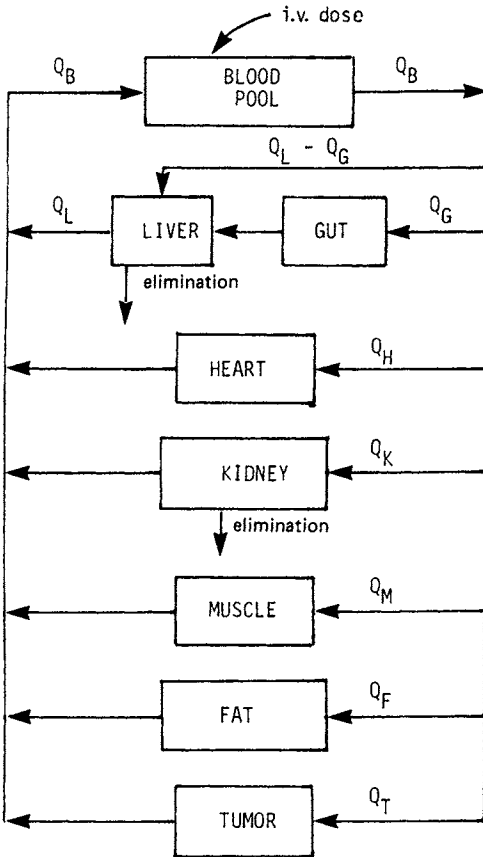 i.v. dose
Q_B
BLOOD
POOL
Q_B
Q_L - Q_G
Q_L
LIVER
GUT
Q_G
elimination
HEART
Q_H
KIDNEY
Q_K
elimination
MUSCLE
Q_M
FAT
Q_F
TUMOR
Q_T